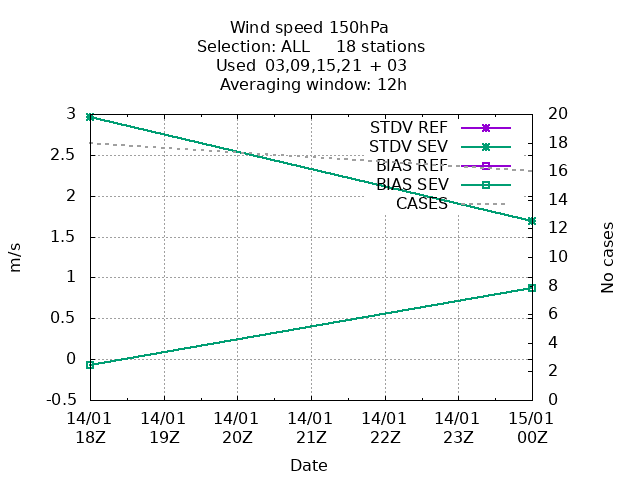 Wind speed 150hPa
Selection: ALL 18 stations
Used 03,09,15,21 + 03
Averaging window: 12h
3
2.5
2
1.5
1
0.5
0
-0.5
m/s
20
18
16
14
12
10
8
6
4
2
0
No cases
STDV REF
STDV SEV
BIAS REF
BIAS SEV
CASES
14/01 14/01 14/01 14/01 14/01 14/01 15/01
18Z 19Z 20Z 21Z 22Z 23Z 00Z
Date